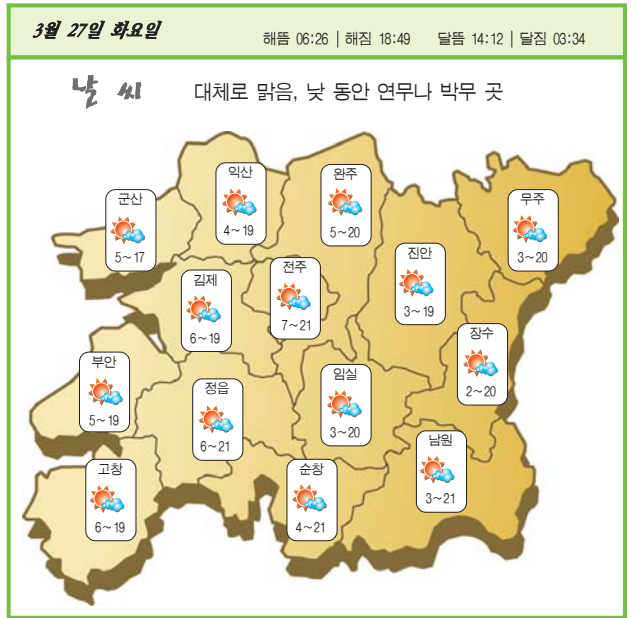 3월 27일 화요일
해뜸 06:26 | 해짐 18:49 달뜸 14:12 | 달짐 03:34
날씨 대체로 맑음, 낮 동안 연무나 박무 곳
익산
4~19
완주
5~20
군산
5~17
무주
3~20
진안
3~19
전주
7~21
김제
6~19
장수
2~20
부안
5~19
임실
3~20
정읍
6~21
남원
3~21
고창
6~19
순창
4~21